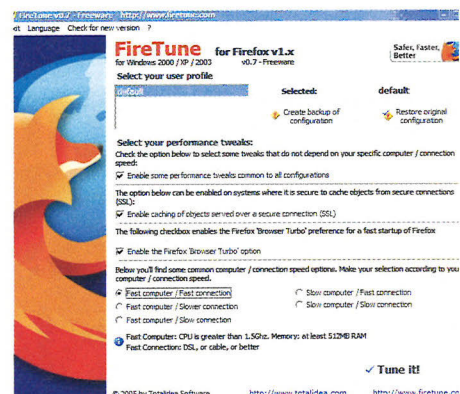 FireTune v0.7 - Freeware - http://www.firetune.com
Language Check for new version ?
FireTune for Firefox v1.x
for Windows 2000 / XP / 2003 v0.7 - Freeware
Safer, Faster,
Better
Select your user profile
default
Selected: default
Create backup of
configuration
Restore original
configuration
Select your performance tweaks:
Check the option below to select some tweaks that do not depend on your specific computer / connection
speed:
Enable some performance tweaks common to all configurations
The option below can be enabled on systems where it is secure to cache objects from secure connections
(SSL):
Enable caching of objects served over a secure connection (SSL)
The following checkbox enables the Firefox 'Browser Turbo' preference for a fast startup of Firefox
Enable the Firefox 'Browser Turbo' option
Below you'll find some common computer / connection speed options. Make your selection according to you
computer / connection speed.
Fast computer / Fast connection
Slow computer / Fast connection
Fast computer / Slower connection
Slow computer / Slow connection
Fast computer / Slow connection
Fast Computer: CPU is greater than 1.5Ghz. Memory: at least 512MB RAM
Fast Connection: DSL, or cable, or better
Tune it!
© 2005 by Totalidea Software
http://www.totalidea.com
http://www.firetune.co